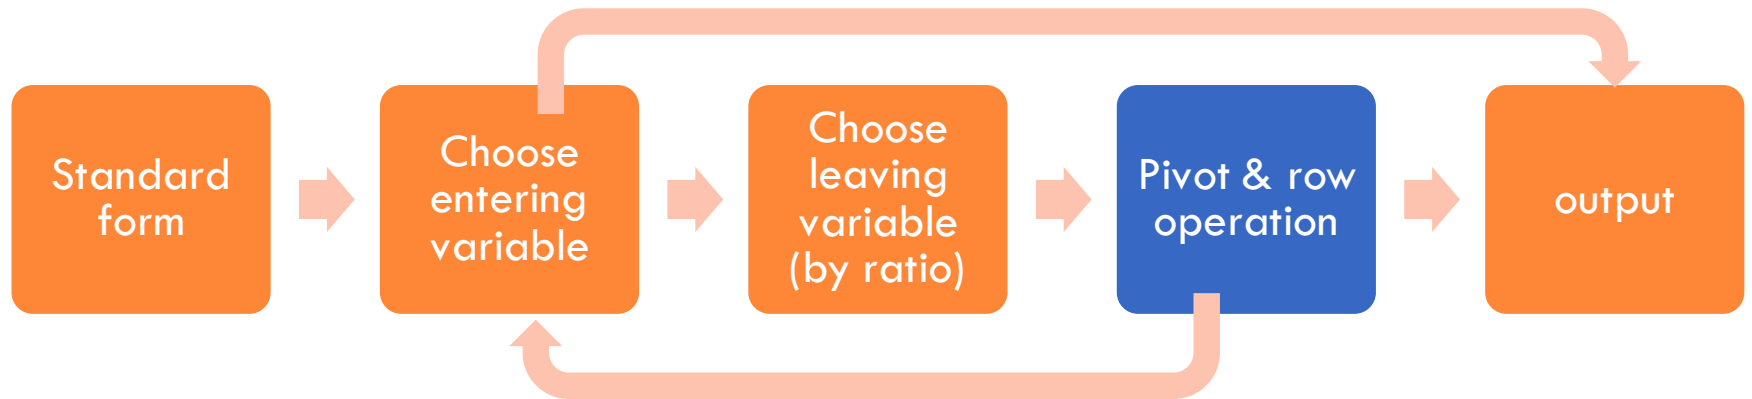 Standard
form
Choose
entering
variable
Choose
leaving
variable
(by ratio)
Pivot & row
operation
output